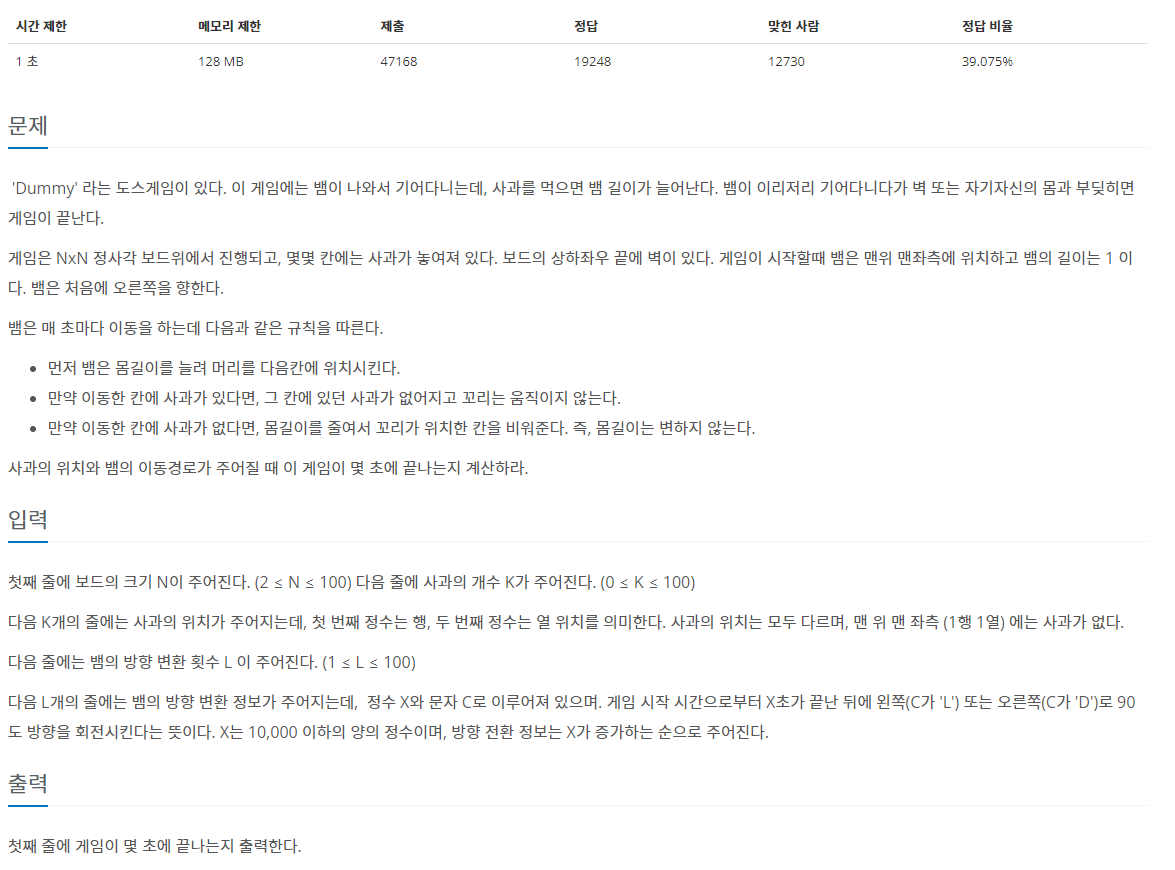 시간 제한 메모리 제한 제출 정답 맞힌 사람 정답 비율
1 초 128 MB 47168 19248 12730 39.075%
문제
'Dummy' 라는 도스게임이 있다. 이 게임에는 뱀이 나와서 기어다니는데, 사과를 먹으면 뱀 길이가 늘어난다. 뱀이 이리저리 기어다니다가 벽 또는 자기자신의 몸과 부딪히면
게임이 끝난다.
게임은 NxN 정사각 보드위에서 진행되고, 몇몇 칸에는 사과가 놓여져 있다. 보드의 상하좌우 끝에 벽이 있다. 게임이 시작할때 뱀은 맨위 맨좌측에 위치하고 뱀의 길이는 1 이
다. 뱀은 처음에 오른쪽을 향한다.
뱀은 매 초마다 이동을 하는데 다음과 같은 규칙을 따른다.
• 먼저 뱀은 몸길이를 늘려 머리를 다음칸에 위치시킨다.
• 만약 이동한 칸에 사과가 있다면, 그 칸에 있던 사과가 없어지고 꼬리는 움직이지 않는다.
• 만약 이동한 칸에 사과가 없다면, 몸길이를 줄여서 꼬리가 위치한 칸을 비워준다. 즉, 몸길이는 변하지 않는다.
사과의 위치와 뱀의 이동경로가 주어질 때 이 게임이 몇 초에 끝나는지 계산하라.
입력
첫째 줄에 보드의 크기 N이 주어진다. (2 ≤ N ≤ 100) 다음 줄에 사과의 개수 K가 주어진다. (0 ≤ K ≤ 100)
다음 K개의 줄에는 사과의 위치가 주어지는데, 첫 번째 정수는 행, 두 번째 정수는 열 위치를 의미한다. 사과의 위치는 모두 다르며, 맨 위 맨 좌측 (1행 1열) 에는 사과가 없다.
다음 줄에는 뱀의 방향 변환 횟수 L 이 주어진다. (1 ≤ L ≤ 100)
다음 L개의 줄에는 뱀의 방향 변환 정보가 주어지는데, 정수 X와 문자 C로 이루어져 있으며. 게임 시작 시간으로부터 X초가 끝난 뒤에 왼쪽(C가 'L') 또는 오른쪽(C가 'D')로 90
도 방향을 회전시킨다는 뜻이다. X는 10,000 이하의 양의 정수이며, 방향 전환 정보는 X가 증가하는 순으로 주어진다.
출력
첫째 줄에 게임이 몇 초에 끝나는지 출력한다.